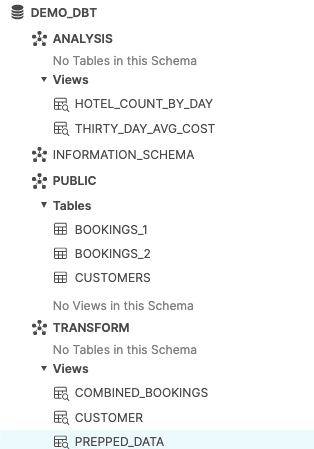 DEMO_DBT
ANALYSIS
No Tables in this Schema
Views
HOTEL_COUNT_BY_DAY
THIRTY_DAY_AVG_COST
INFORMATION_SCHEMA
PUBLIC
Tables
BOOKINGS_1
BOOKINGS_2
CUSTOMERS
No Views in this Schema
TRANSFORM
No Tables in this Schema
Views
COMBINED_BOOKINGS
CUSTOMER
PREPPED_DATA